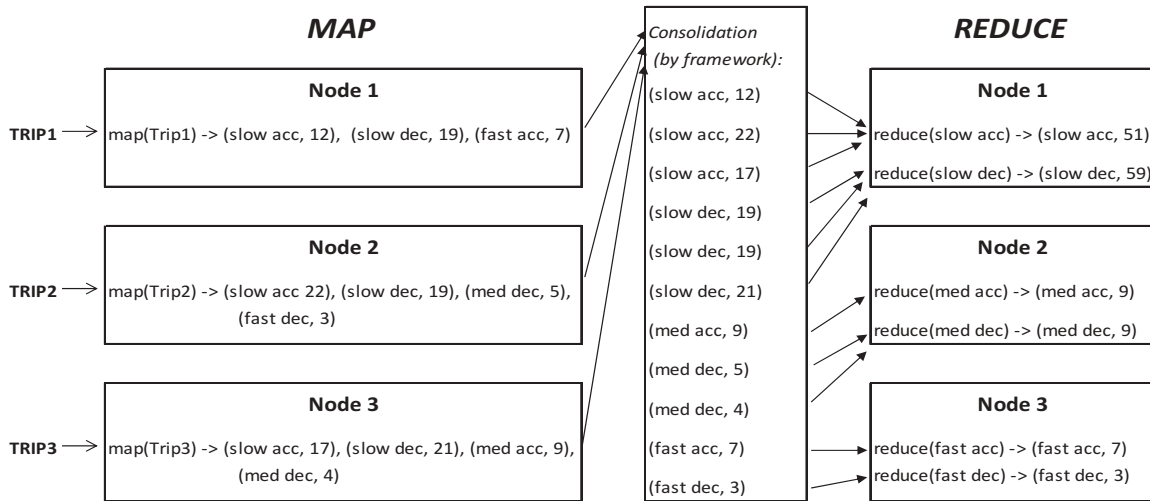 MAP
TRIP1
Node 1
map(Trip1) -> (slow acc, 12), (slow dec, 19), (fast acc, 7)
TRIP2
Node 2
map(Trip2) -> (slow acc 22), (slow dec, 19), (med dec, 5),
(fast dec, 3)
TRIP3
Node 3
map(Trip3) -> (slow acc, 17), (slow dec, 21), (med acc, 9),
(med dec, 4)
Consolidation
(by framework):
(slow acc, 12)
(slow acc, 22)
(slow acc, 17)
(slow dec, 19)
(slow dec, 19)
(slow dec, 21)
(med acc, 9)
(med dec, 5)
(med dec, 4)
(fast acc, 7)
(fast dec, 3)
REDUCE
Node 1
reduce(slow acc) -> (slow acc, 51)
reduce(slow dec) -> (slow dec, 59)
Node 2
reduce(med acc) -> (med acc, 9)
reduce(med dec) -> (med dec, 9)
Node 3
reduce(fast acc) -> (fast acc, 7)
reduce(fast dec) -> (fast dec, 3)